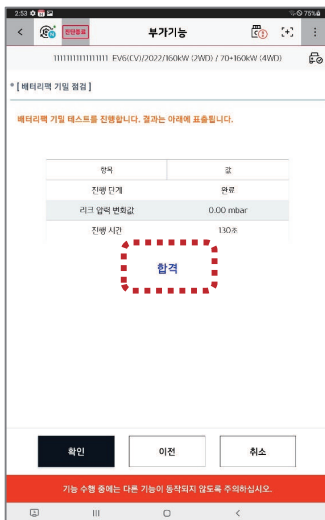 2:53 75%
진단종료 부가기능
11111111111111111 EV6(CV)/2022/160kW (2WD) / 70+160kW (4WD)
* [ 배터리팩 기밀 점검 ]
배터리팩 기밀 테스트를 진행합니다. 결과는 아래에 표출됩니다.
항목 값
진행 단계 완료
리크 압력 변화값 0.00 mbar
진행 시간 130초
합격
확인 이전 취소
기능 수행 중에는 다른 기능이 동작되지 않도록 주의하십시오.